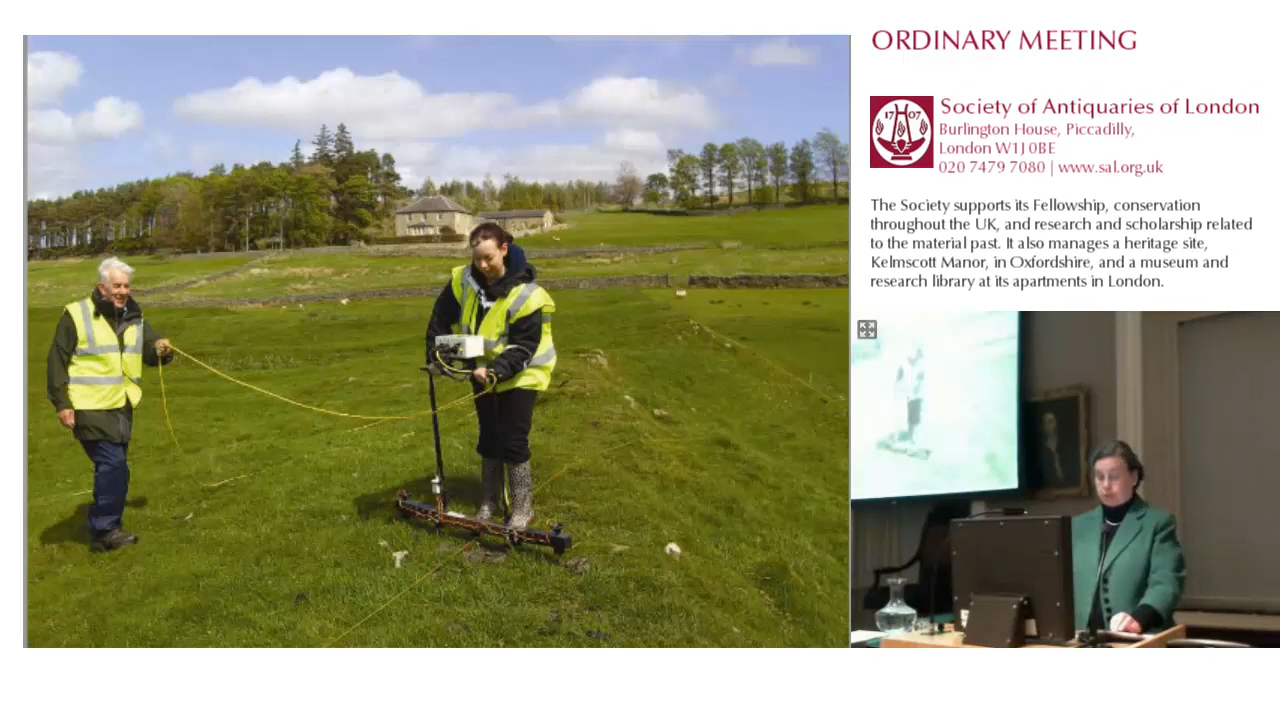 ORDINARY MEETING
17 07
Society of Antiquaries of London
Burlington House, Piccadilly,
London W1J 0BE
020 7479 7080 | www.sal.org.uk
The Society supports its Fellowship, conservation
throughout the UK, and research and scholarship related
to the material past. It also manages a heritage site,
Kelmscott Manor, in Oxfordshire, and a museum and
research library at its apartments in London.